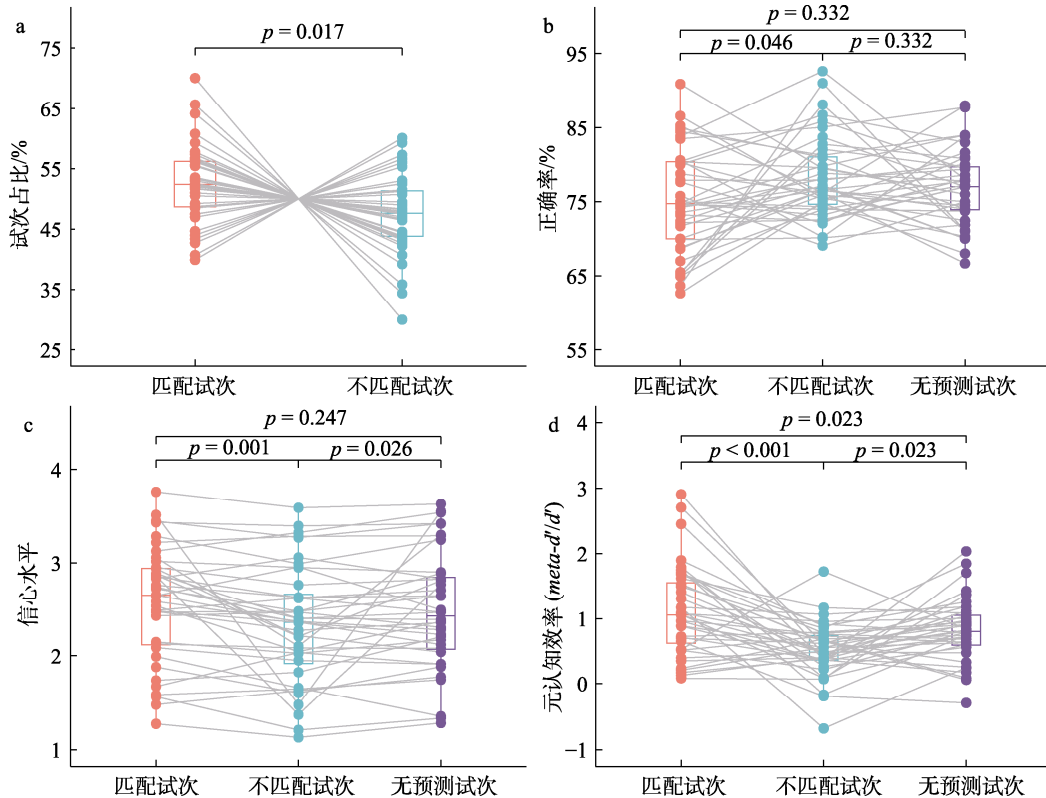 a
p = 0.017
75
65
55
45
35
25
试次占比/%
匹配试次
不匹配试次
b
p = 0.332
p = 0.046
p = 0.332
95
85
75
65
55
正确率/%
匹配试次
不匹配试次
无预测试次
c
p = 0.247
p = 0.001
p = 0.026
4
3
2
1
信心水平
匹配试次
不匹配试次
无预测试次
d
p = 0.023
p < 0.001
p = 0.023
4
3
2
1
0
−1
元认知效率 (meta-d′/d′)
匹配试次
不匹配试次
无预测试次